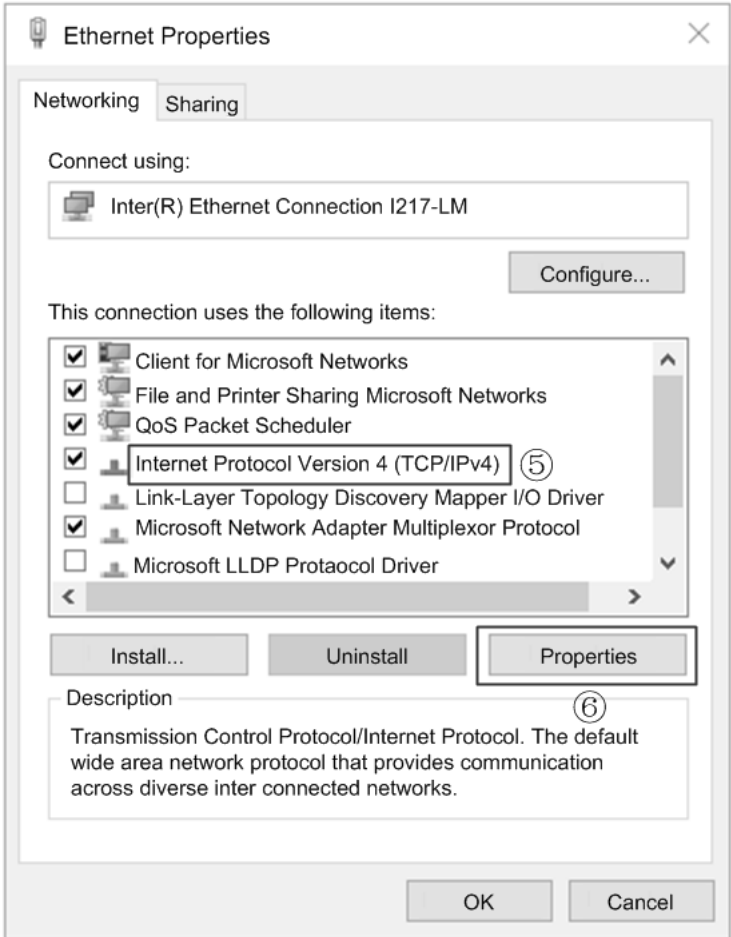 Ethernet Properties
Networking
Sharing
Connect using:
Inter(R) Ethernet Connection I217-LM
Configure...
This connection uses the following items:
Client for Microsoft Networks
File and Printer Sharing Microsoft Networks
QoS Packet Scheduler
Internet Protocol Version 4 (TCP/IPv4) ⑤
Link-Layer Topology Discovery Mapper I/O Driver
Microsoft Network Adapter Multiplexor Protocol
Microsoft LLDP Protaocol Driver
Install...
Uninstall
Properties
⑥
Description
Transmission Control Protocol/Internet Protocol. The default
wide area network protocol that provides communication
across diverse inter connected networks.
OK
Cancel